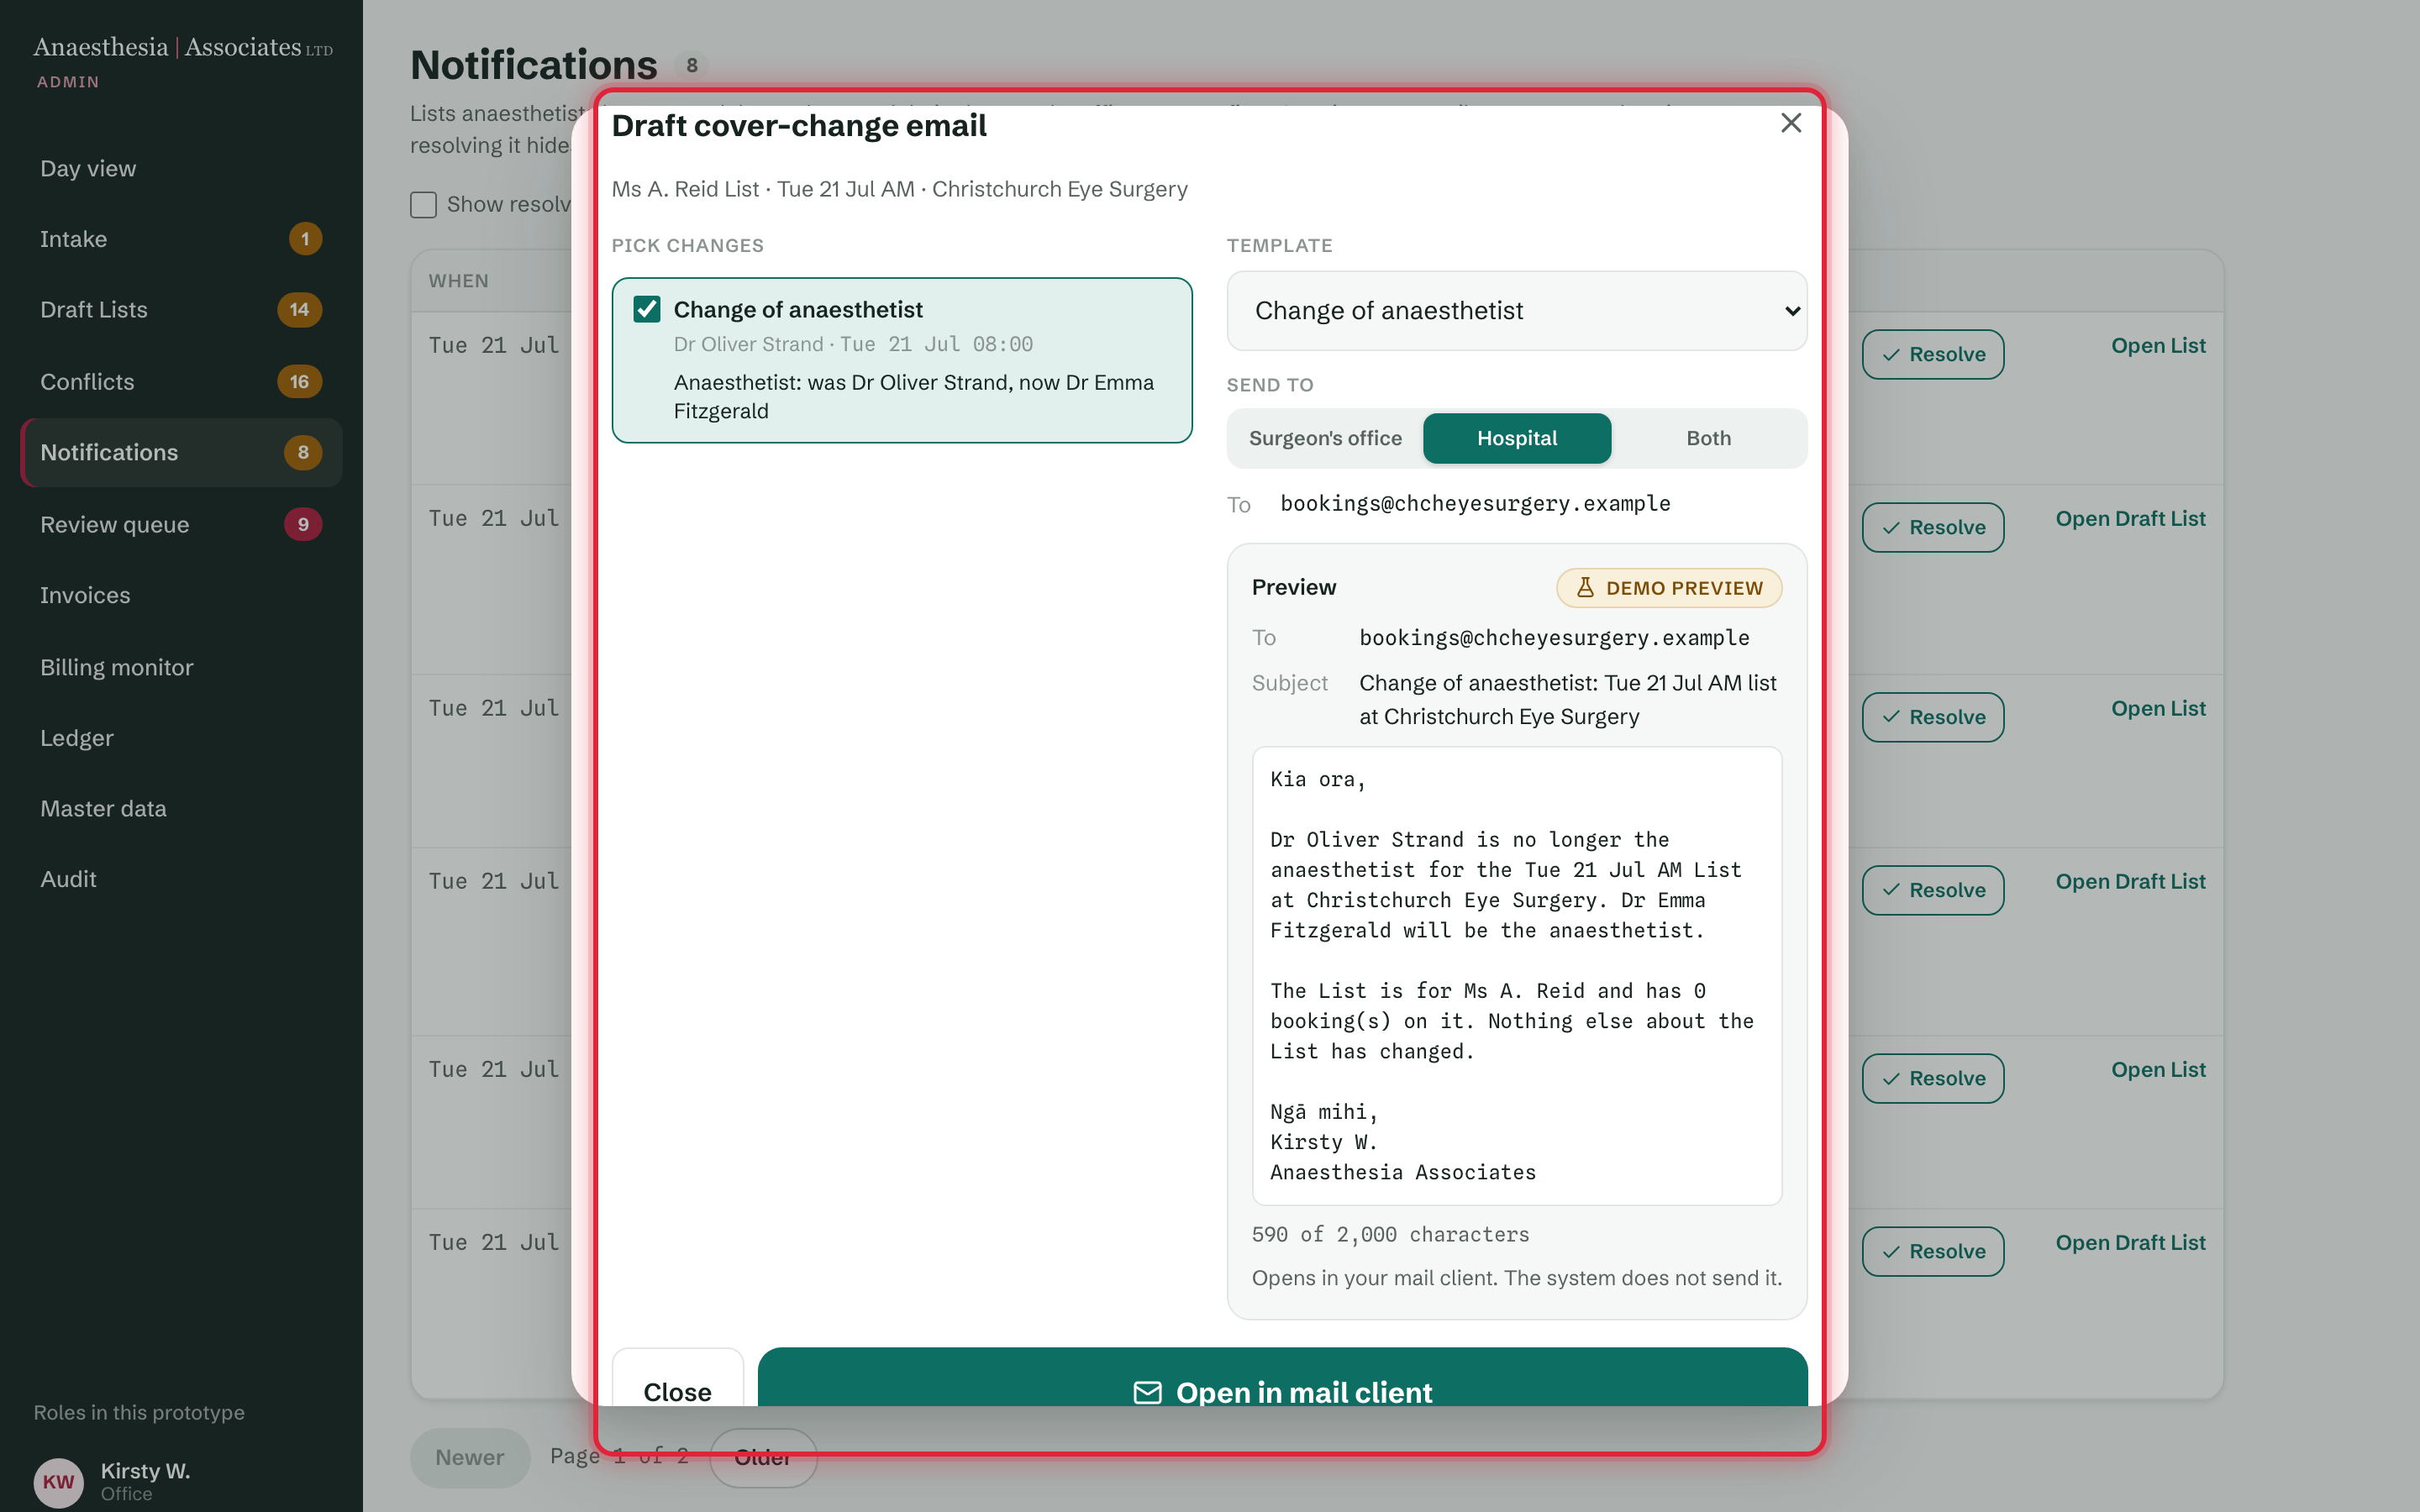 Anaesthesia | Associates LTD
ADMIN
Day view
Intake 1
Draft Lists 14
Conflicts 16
Notifications 8
Review queue 9
Invoices
Billing monitor
Ledger
Master data
Audit
Roles in this prototype
KW
Kirsty W.
Office
Notifications 8
Lists anaesthetist
resolving it hide
Show resolv
WHEN
Tue 21 Jul
Resolve
Open List
Tue 21 Jul
Resolve
Open Draft List
Tue 21 Jul
Resolve
Open List
Tue 21 Jul
Resolve
Open Draft List
Tue 21 Jul
Resolve
Open List
Tue 21 Jul
Resolve
Open Draft List
Newer
Page 1 of 2
Older
Draft cover-change email
Ms A. Reid List · Tue 21 Jul AM · Christchurch Eye Surgery
PICK CHANGES
Change of anaesthetist
Dr Oliver Strand · Tue 21 Jul 08:00
Anaesthetist: was Dr Oliver Strand, now Dr Emma
Fitzgerald
TEMPLATE
Change of anaesthetist
SEND TO
Surgeon's office
Hospital
Both
To bookings@chcheyesurgery.example
Preview
DEMO PREVIEW
To bookings@chcheyesurgery.example
Subject Change of anaesthetist: Tue 21 Jul AM list
at Christchurch Eye Surgery
Kia ora,
Dr Oliver Strand is no longer the
anaesthetist for the Tue 21 Jul AM List
at Christchurch Eye Surgery. Dr Emma
Fitzgerald will be the anaesthetist.
The List is for Ms A. Reid and has 0
booking(s) on it. Nothing else about the
List has changed.
Ngā mihi,
Kirsty W.
Anaesthesia Associates
590 of 2,000 characters
Opens in your mail client. The system does not send it.
Close
Open in mail client